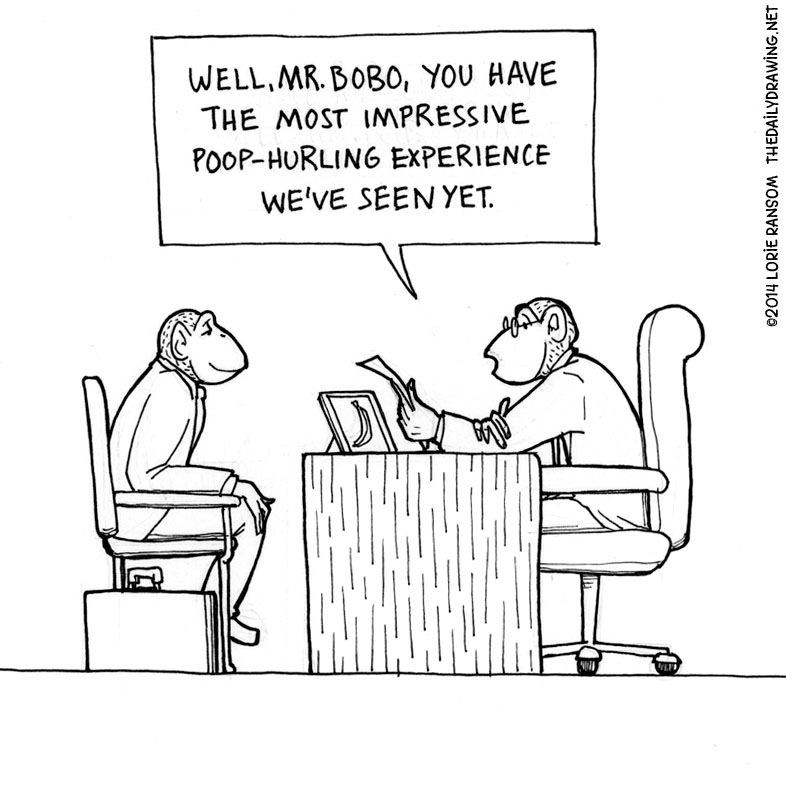 WELL, MR. BOBO, YOU HAVE
THE MOST IMPRESSIVE
POOP-HURLING EXPERIENCE
WE'VE SEEN YET.
©2014 LORIE RANSOM THEDAILYDRAWING.NET